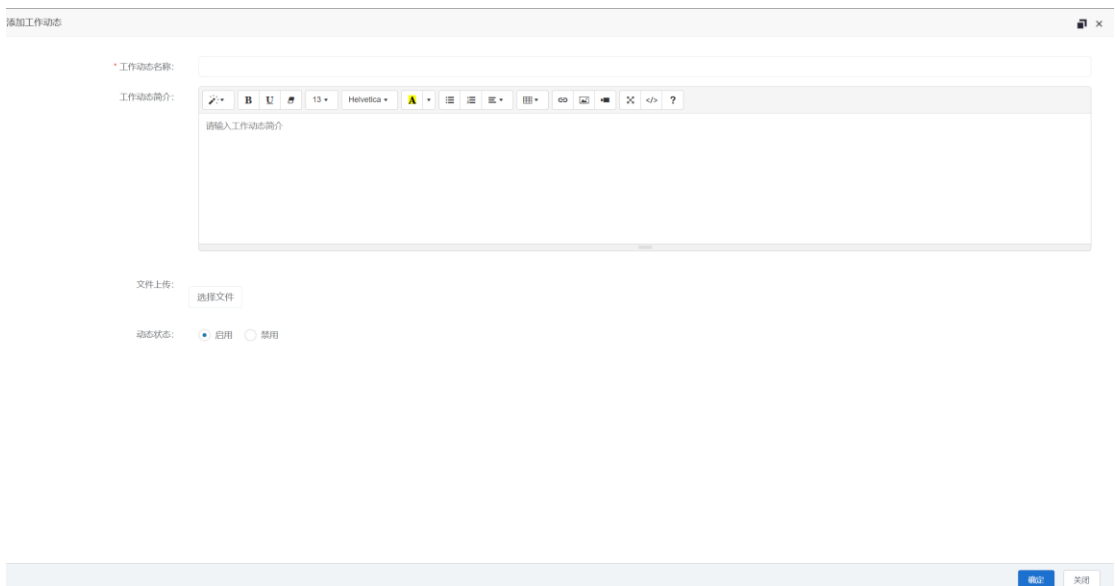 添加工作动态
* 工作动态名称:
工作动态简介:
B U 13 Helvetica A </> ?
请输入工作动态简介
文件上传:
选择文件
动态状态: 启用 禁用
确定 关闭